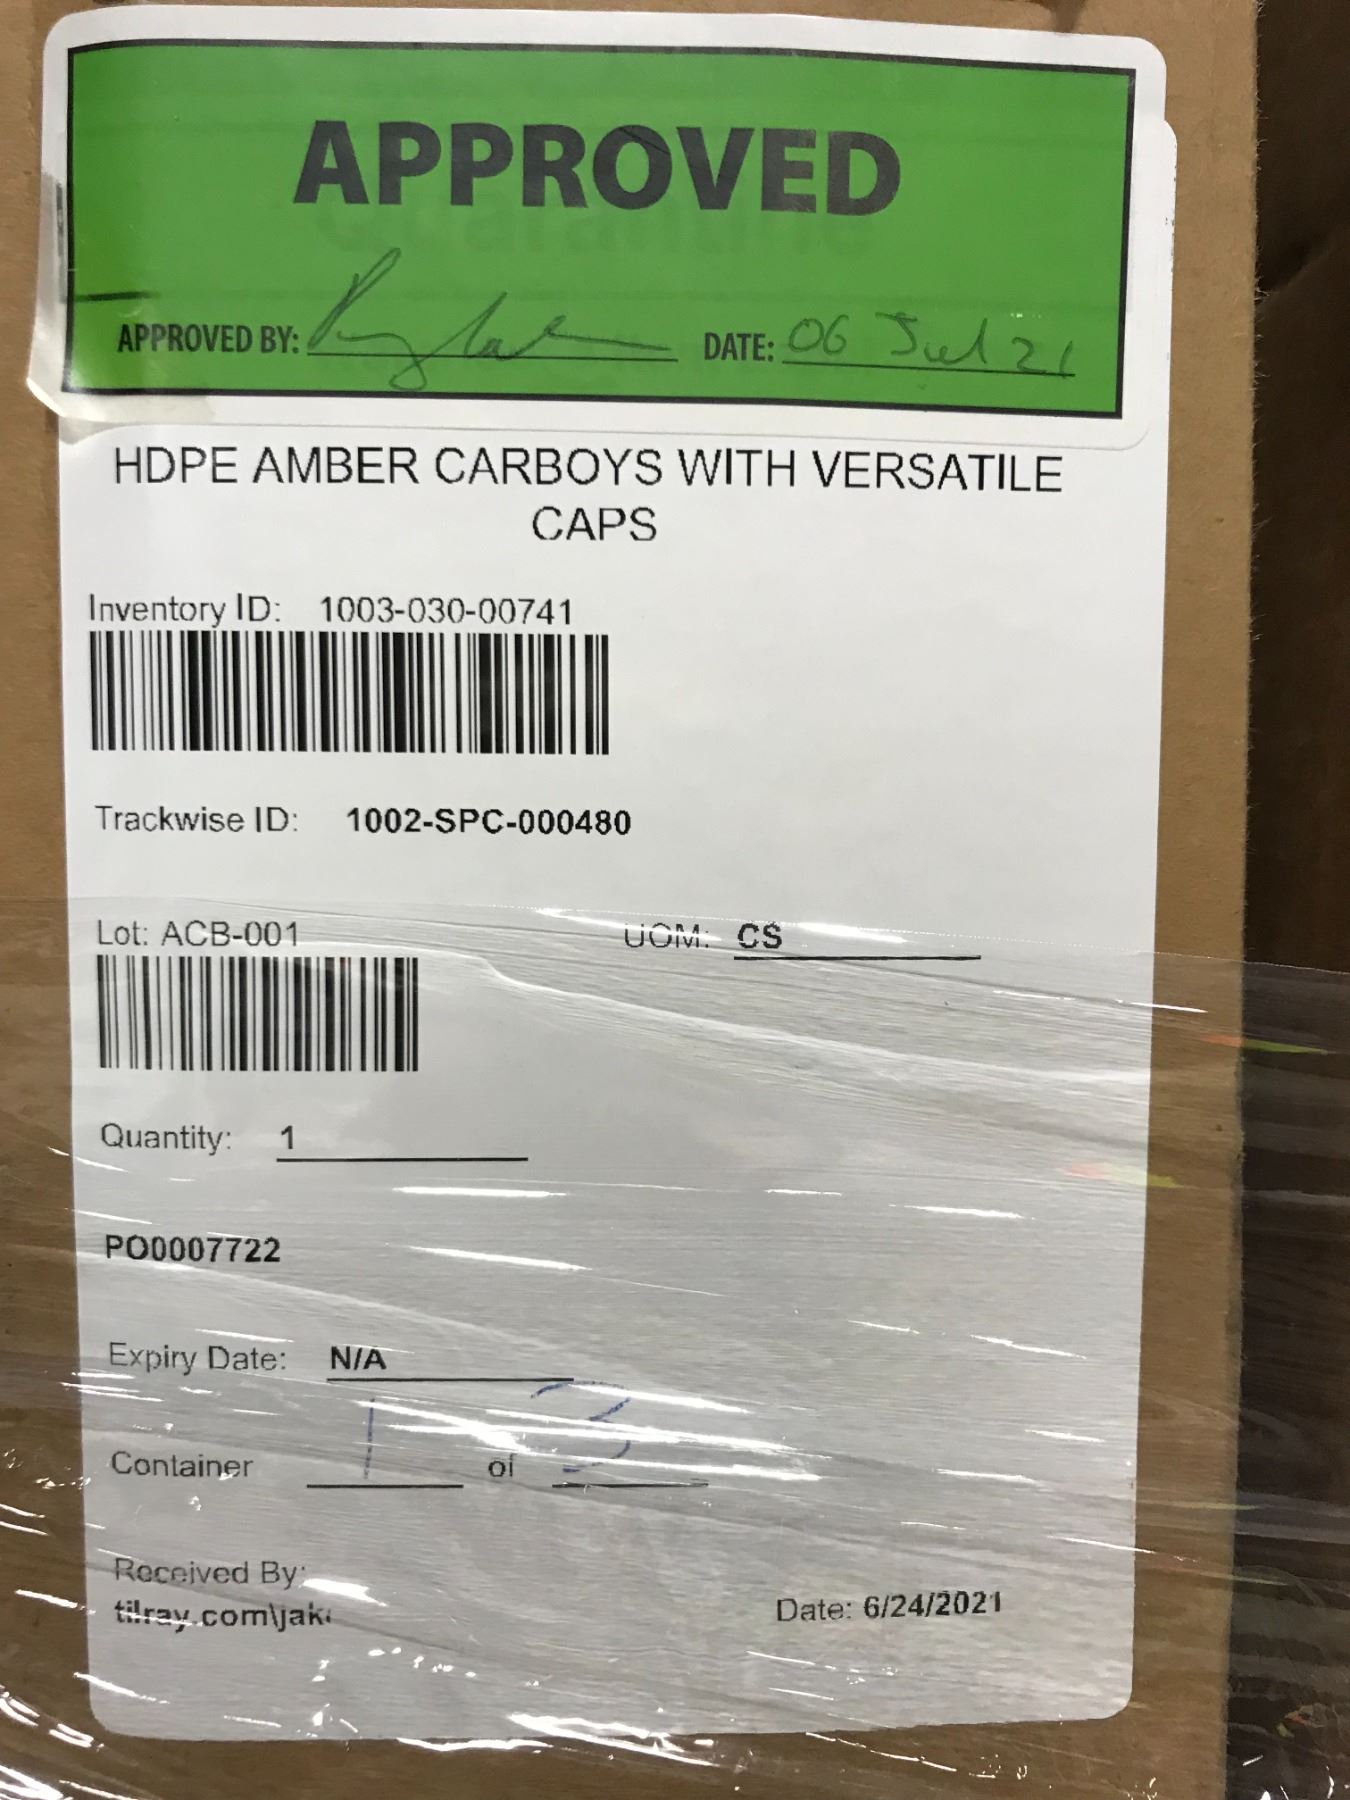 APPROVED
Quarantine
APPROVED BY: DATE: 06 Jul 21
HDPE AMBER CARBOYS WITH VERSATILE
CAPS
Inventory ID: 1003-030-00741
Trackwise ID: 1002-SPC-000480
Lot: ACB-001 UOM: CS
Quantity: 1
PO0007722
Expiry Date: N/A
Container 1 of 3
Received By:
tilray.com\jak Date: 6/24/2021